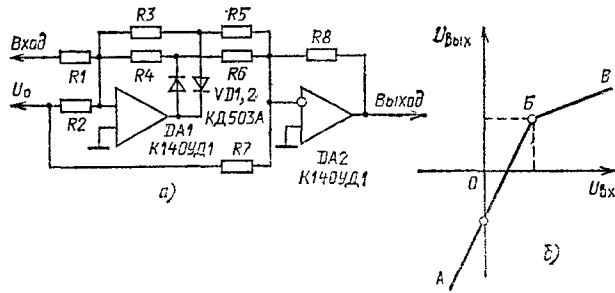 R3
R5
Вход
R1
R4
R6
R8
U₀
R2
VD1,2
КД503А
Выход
DA1
К140УД1
R7
DA2
К140УД1
а)
Uвых
Б
В
0
Uвх
А
б)